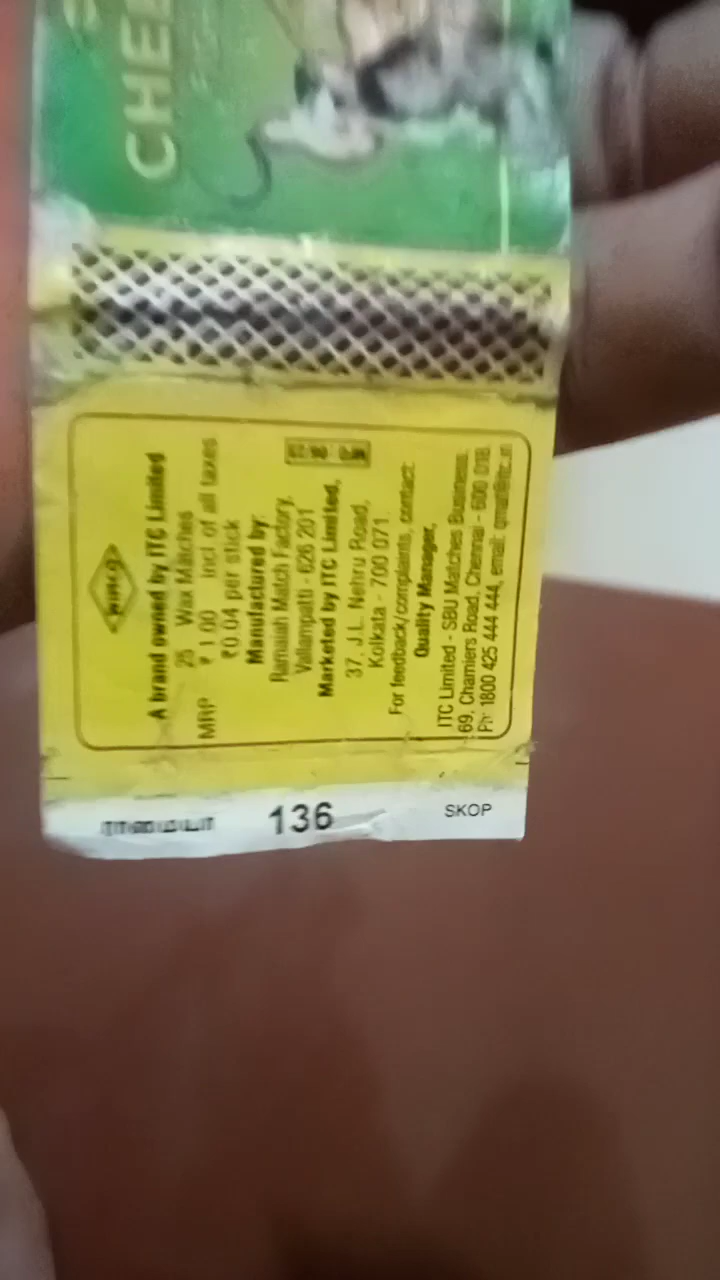 WIMCO
A brand owned by ITC Limited
25 Wax Matches
MRP ₹ 1.00 incl of all taxes
₹0.04 per stick
Manufactured by:
Ramaiah Match Factory,
Vallampatti - 626 201
Marketed by ITC Limited,
37, J.L. Nehru Road,
Kolkata - 700 071
For feedback/complaints, contact:
Quality Manager,
ITC Limited - SBU Matches Business,
69, Chamiers Road, Chennai - 600 018
Ph: 1800 425 444 444, email:
136
SKOP